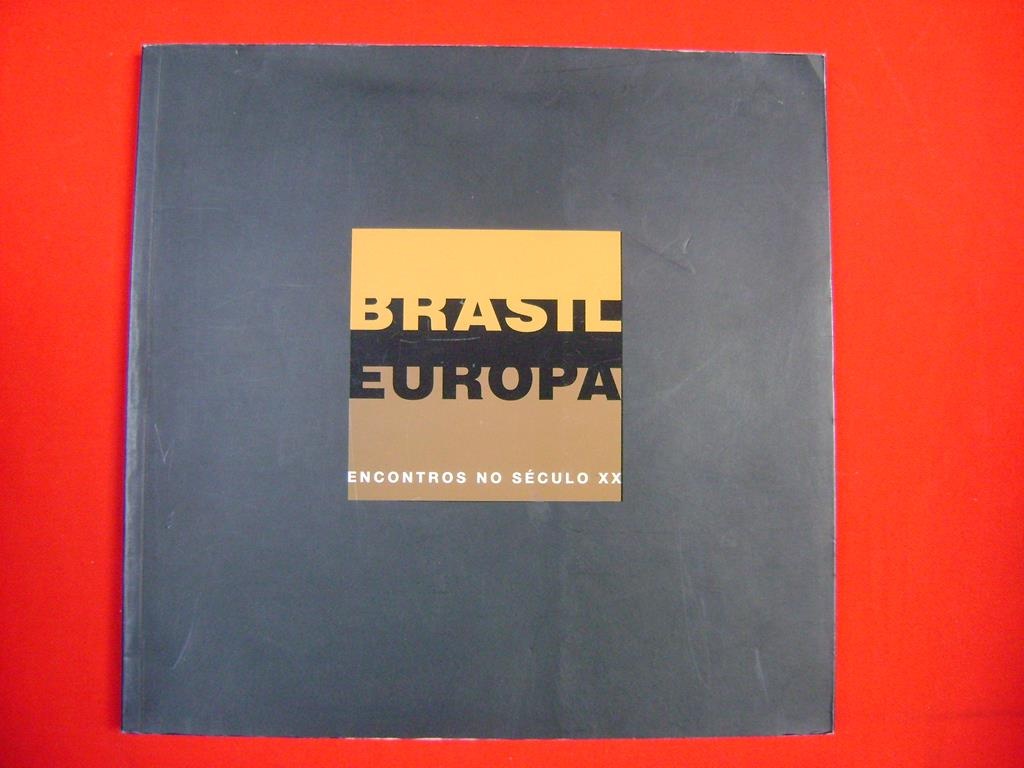 BRASIL
EUROPA
ENCONTROS NO SÉCULO XX